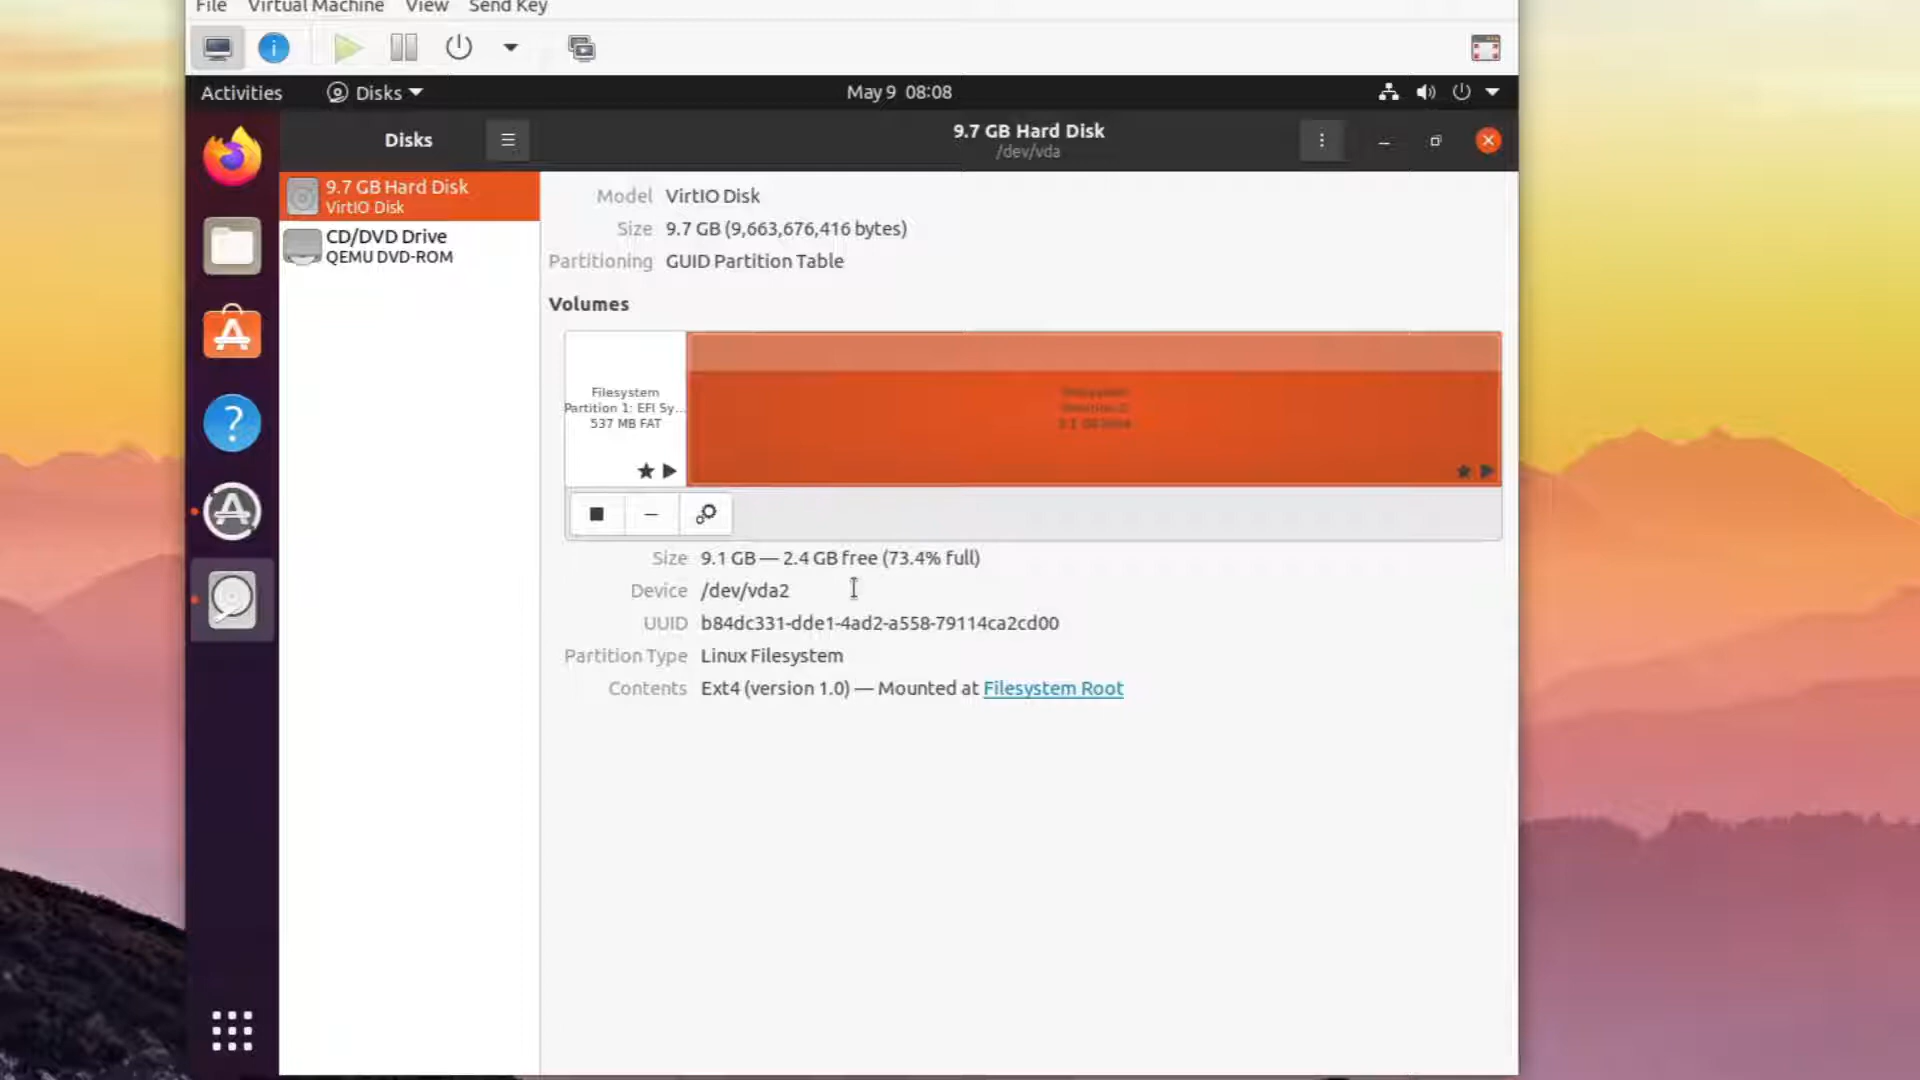 File Virtual Machine View Send Key
Activities Disks May 9 08:08
Disks
9.7 GB Hard Disk
/dev/vda
9.7 GB Hard Disk
VirtIO Disk
CD/DVD Drive
QEMU DVD-ROM
Model VirtIO Disk
Size 9.7 GB (9,663,676,416 bytes)
Partitioning GUID Partition Table
Volumes
Filesystem
Partition 1: EFI Sy...
537 MB FAT
Size 9.1 GB — 2.4 GB free (73.4% full)
Device /dev/vda2
UUID b84dc331-dde1-4ad2-a558-79114ca2cd00
Partition Type Linux Filesystem
Contents Ext4 (version 1.0) — Mounted at Filesystem Root